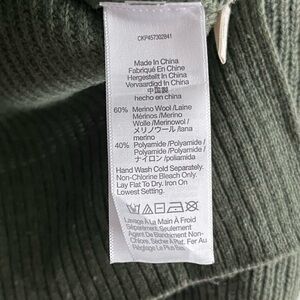 CKP457302841
Made In China
Fabriqué En Chine
Hergestellt In China
Vervaardigd In China
中国製
hecho en china
60% Merino Wool /Laine
Mérinos /Merino
Wolle /Merinowol /
メリノウール /lana
merino
40% Polyamide /Polyamide /
Polyamide /Polyamide /
ナイロン /poliamida
Hand Wash Cold Separately.
Non-Chlorine Bleach Only.
Lay Flat To Dry. Iron On
Lowest Setting.
Lavage À La Main À Froid
Séparément. Seulement
Agent De Blanchiment Non-
Chlore. Sèche À Plat. Fer Au
Réglage Le Plus Bas.